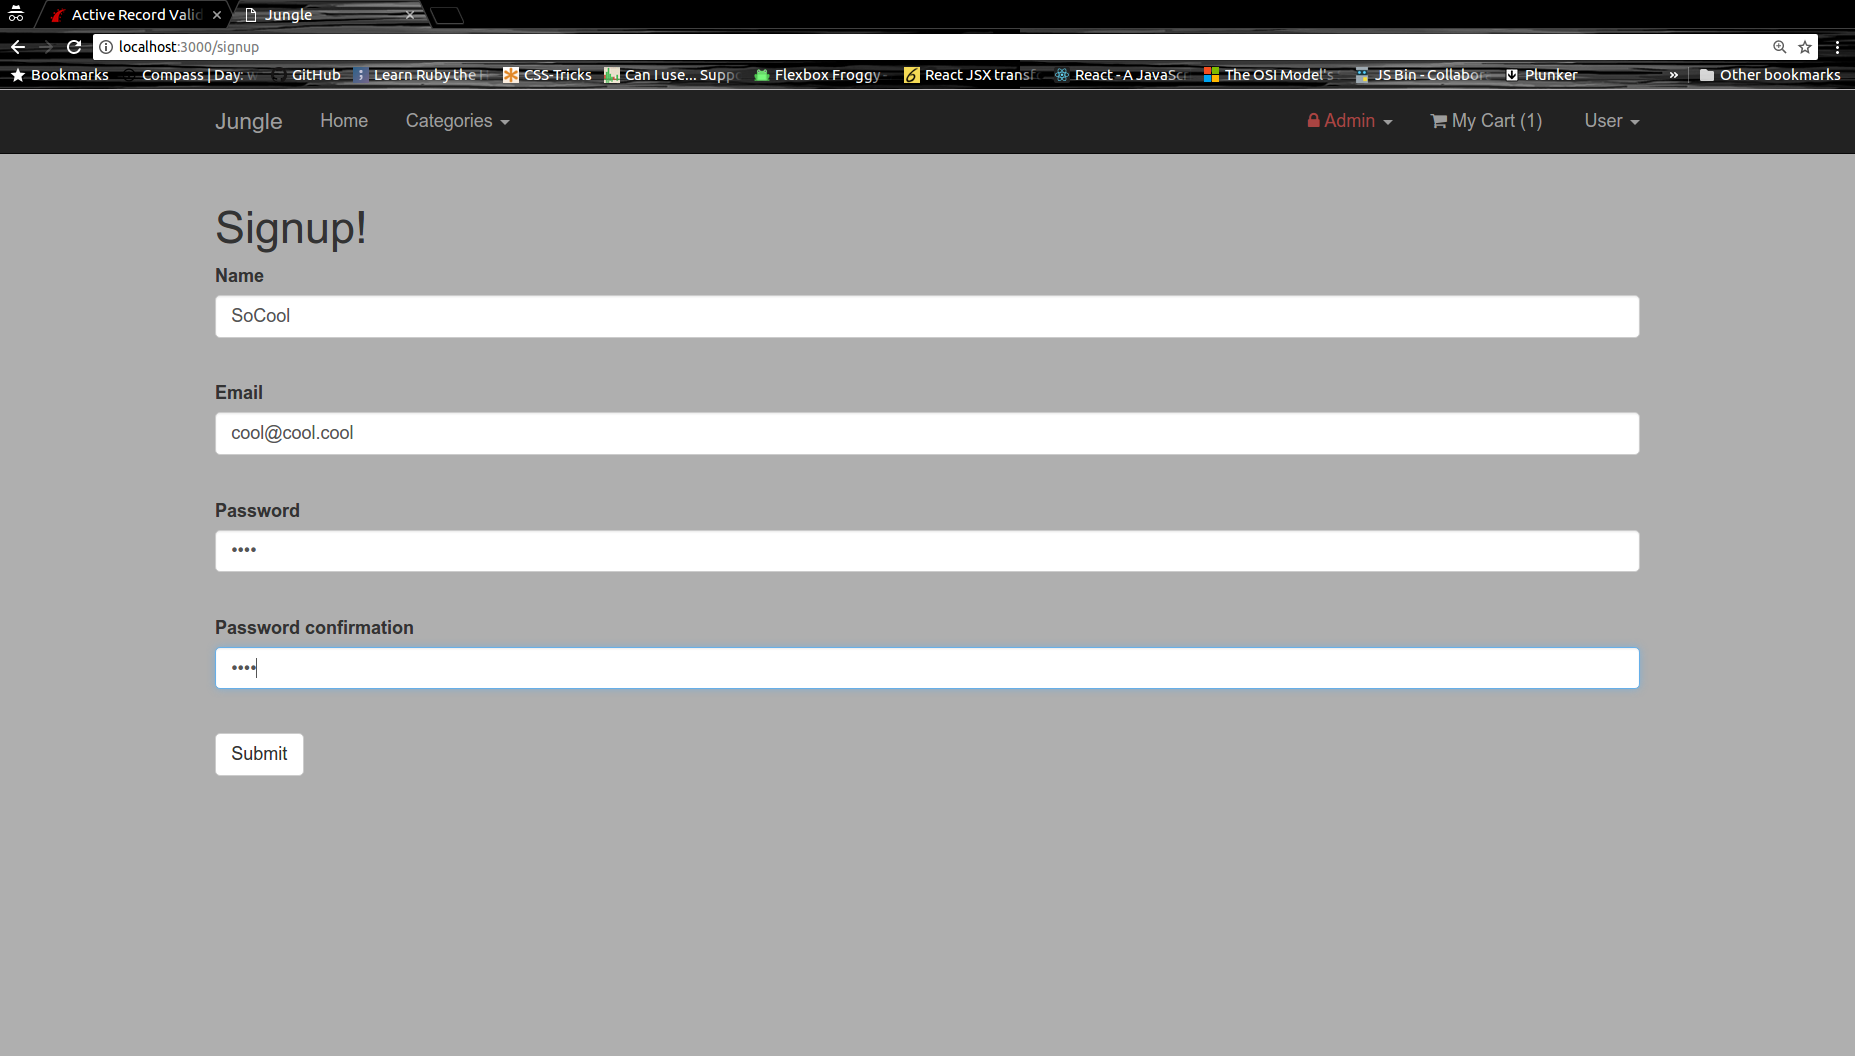 Active Record Valid
Jungle
localhost:3000/signup
Bookmarks Compass | Day: w GitHub Learn Ruby the CSS-Tricks Can I use... Supp Flexbox Froggy React JSX transf React - A JavaScr The OSI Model's JS Bin - Collabor Plunker » Other bookmarks
Jungle Home Categories Admin My Cart (1) User
Signup!
Name
SoCool
Email
cool@cool.cool
Password
••••
Password confirmation
••••
Submit